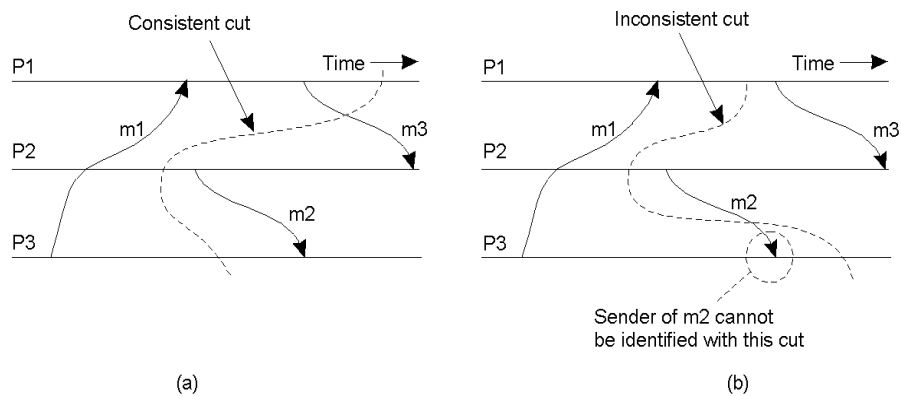 Consistent cut
Time
P1
m1
m3
P2
m2
P3
(a)
Inconsistent cut
Time
P1
m1
m3
P2
m2
P3
Sender of m2 cannot
be identified with this cut
(b)